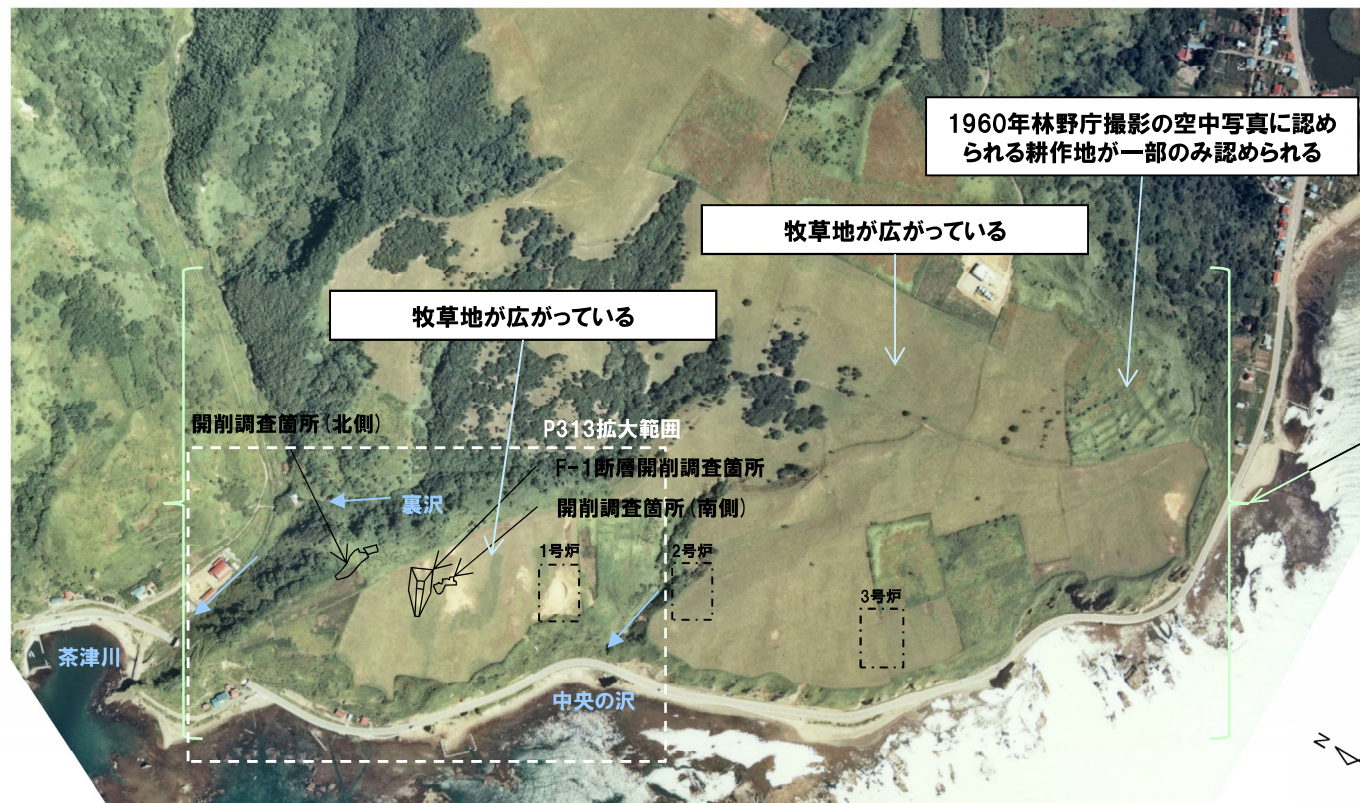 1960年林野庁撮影の空中写真に認め
られる耕作地が一部のみ認められる
牧草地が広がっている
牧草地が広がっている
開削調査箇所(北側)
P313拡大範囲
F-1断層開削調査箇所
裏沢
開削調査箇所(南側)
1号炉
2号炉
3号炉
茶津川
中央の沢
N